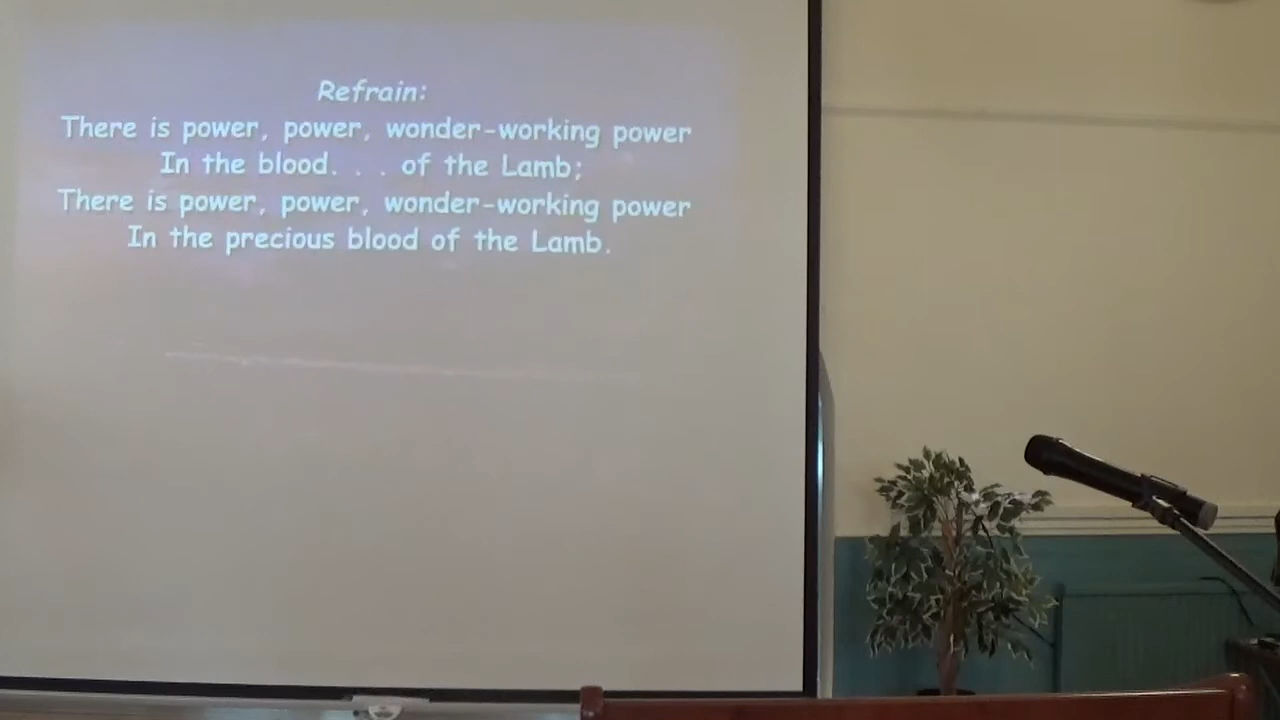 Refrain:
There is power, power, wonder-working power
In the blood. . . of the Lamb;
There is power, power, wonder-working power
In the precious blood of the Lamb.